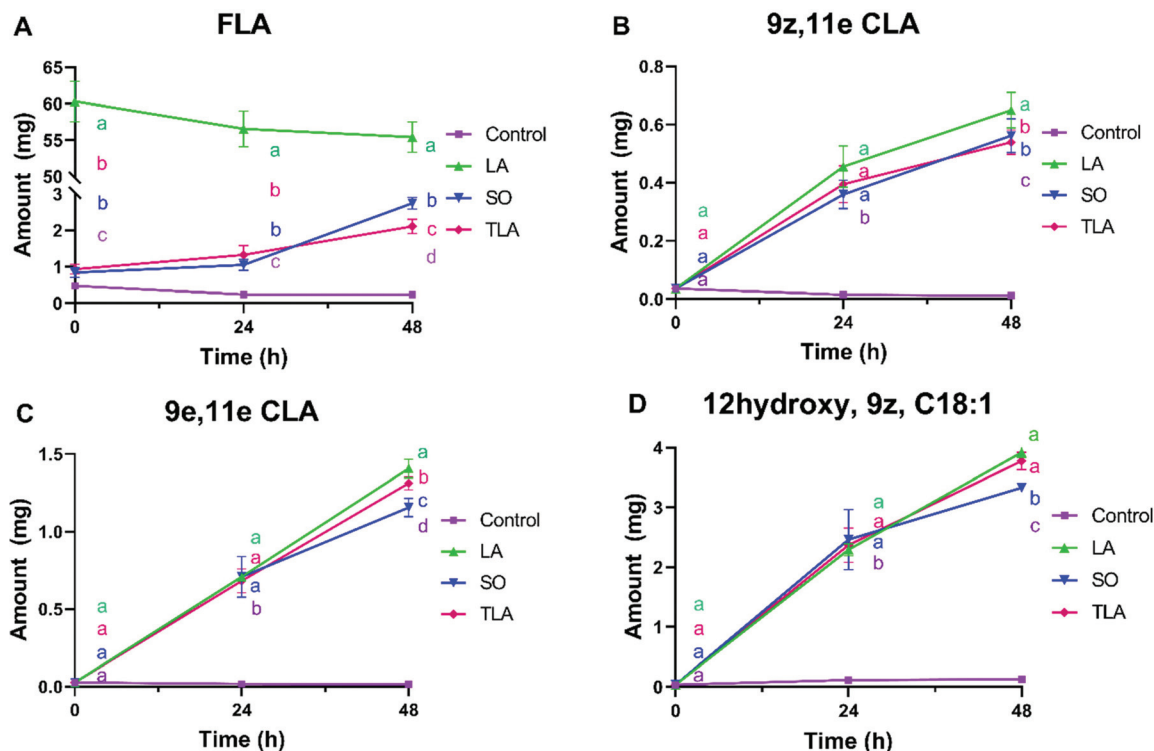 A
FLA
65
60
55
50
3
2
1
0
Amount (mg)
a
b
b
c
a
b
b
c
a
b
c
d
0
24
48
Time (h)
Control
LA
SO
TLA
B
9z,11e CLA
0.8
0.6
0.4
0.2
0.0
Amount (mg)
a
a
a
a
a
a
a
b
a
b
b
c
0
24
48
Time (h)
Control
LA
SO
TLA
C
9e,11e CLA
1.5
1.0
0.5
0.0
Amount (mg)
a
a
a
a
a
a
a
b
a
b
c
d
0
24
48
Time (h)
Control
LA
SO
TLA
D
12hydroxy, 9z, C18:1
4
3
2
1
0
Amount (mg)
a
a
a
a
a
a
a
b
a
a
b
c
0
24
48
Time (h)
Control
LA
SO
TLA